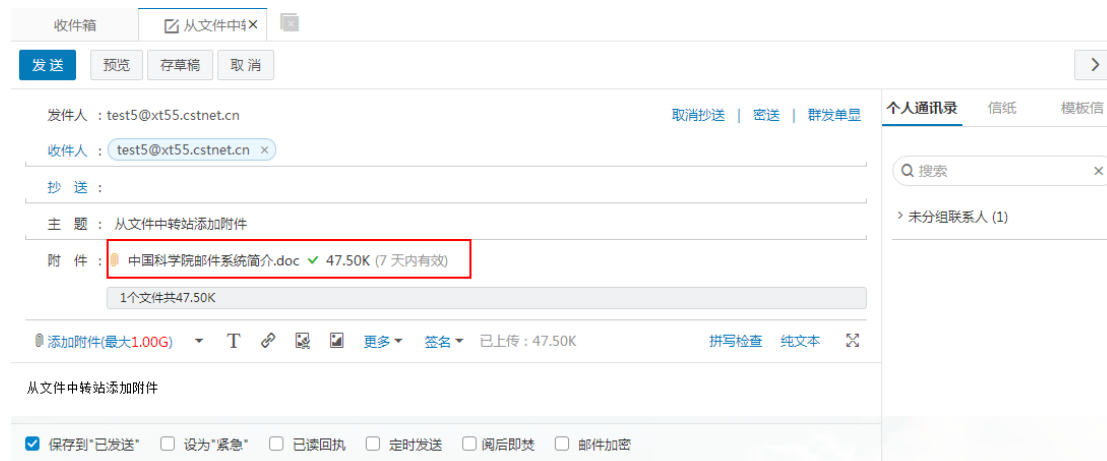 收件箱 从文件中转
发送 预览 存草稿 取消
发件人 : test5@xt55.cstnet.cn 取消抄送 | 密送 | 群发单显
收件人 : test5@xt55.cstnet.cn ×
抄 送 :
主 题 : 从文件中转站添加附件
附 件 : 中国科学院邮件系统简介.doc 47.50K (7 天内有效)
1个文件共47.50K
添加附件(最大1.00G) T 更多 签名 已上传 : 47.50K 拼写检查 纯文本
从文件中转站添加附件
保存到"已发送" 设为"紧急" 已读回执 定时发送 阅后即焚 邮件加密
个人通讯录 信纸 模板信
搜索
未分组联系人 (1)